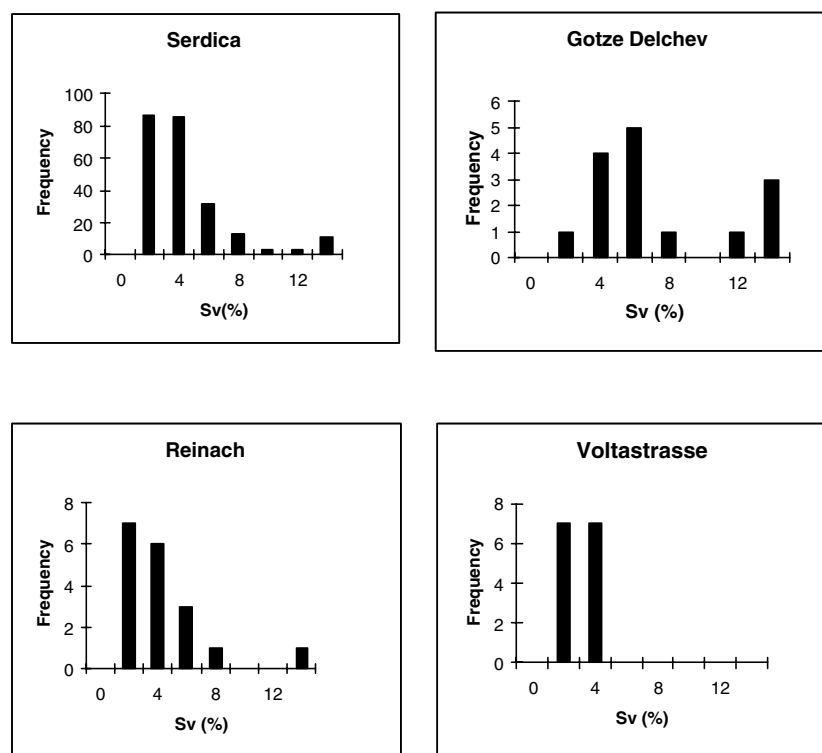 Serdica
100
80
60
40
20
0
Frequency
0 4 8 12
Sv(%)
Gotze Delchev
6
5
4
3
2
1
0
Frequency
0 4 8 12
Sv (%)
Reinach
8
6
4
2
0
Frequency
0 4 8 12
Sv (%)
Voltastrasse
8
6
4
2
0
Frequency
0 4 8 12
Sv (%)